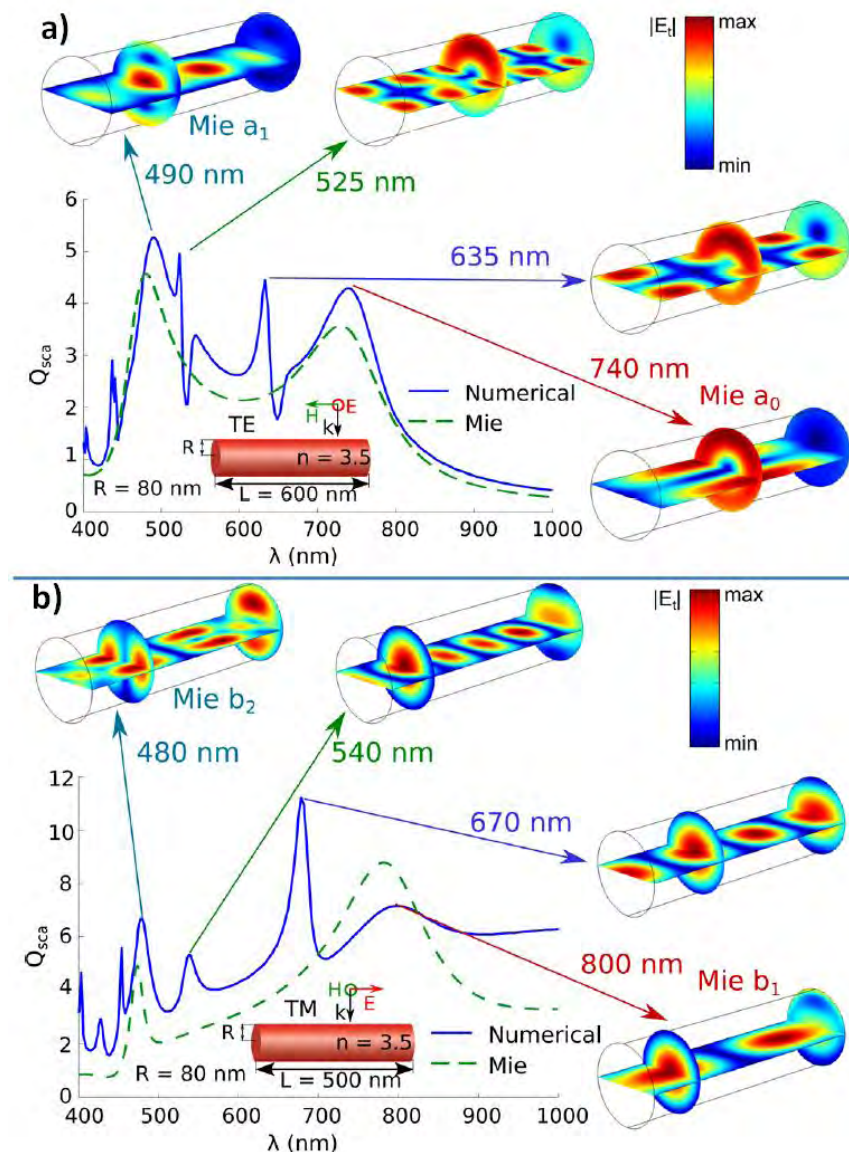 a)
|Eₜ|
max
min
Mie a₁
490 nm
525 nm
635 nm
740 nm
Mie a₀
6
5
4
3
2
1
0
Qsca
Numerical
Mie
TE
H
E
k
R
n = 3.5
R = 80 nm
L = 600 nm
400
500
600
700
800
900
1000
λ (nm)
b)
|Eₜ|
max
min
Mie b₂
480 nm
540 nm
670 nm
800 nm
Mie b₁
12
10
8
6
4
2
0
Qsca
H
E
k
TM
R
n = 3.5
R = 80 nm
L = 500 nm
Numerical
Mie
400
500
600
700
800
900
1000
λ (nm)